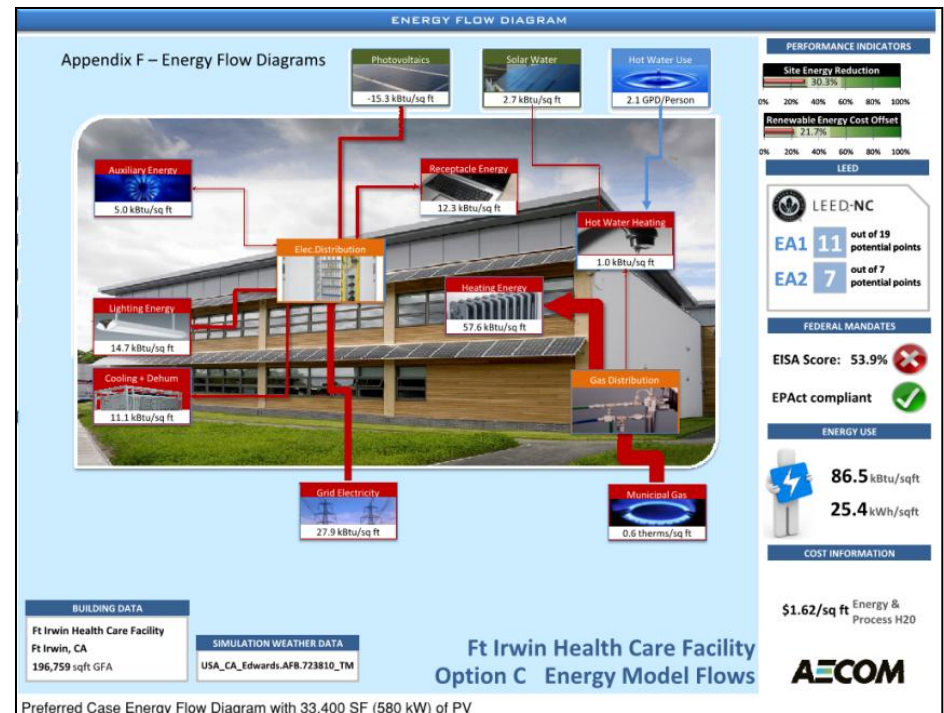 ENERGY FLOW DIAGRAM
Appendix F – Energy Flow Diagrams
Photovoltaics
-15.3 kBtu/sq ft
Solar Water
2.7 kBtu/sq ft
Hot Water Use
2.1 GPD/Person
Auxiliary Energy
5.0 kBtu/sq ft
Receptacle Energy
12.3 kBtu/sq ft
Hot Water Heating
1.0 kBtu/sq ft
Elec.Distribution
Heating Energy
57.6 kBtu/sq ft
Lighting Energy
14.7 kBtu/sq ft
Cooling + Dehum
11.1 kBtu/sq ft
Gas Distribution
Grid Electricity
27.9 kBtu/sq ft
Municipal Gas
0.6 therms/sq ft
BUILDING DATA
Ft Irwin Health Care Facility
Ft Irwin, CA
196,759 sqft GFA
SIMULATION WEATHER DATA
USA_CA_Edwards.AFB.723810_TM
Ft Irwin Health Care Facility
Option C Energy Model Flows
PERFORMANCE INDICATORS
Site Energy Reduction
30.3%
0% 20% 40% 60% 80% 100%
Renewable Energy Cost Offset
21.7%
0% 20% 40% 60% 80% 100%
LEED
LEED-NC
EA1 11 out of 19
potential points
EA2 7 out of 7
potential points
FEDERAL MANDATES
EISA Score: 53.9%
EPAct compliant
ENERGY USE
86.5 kBtu/sqft
25.4 kWh/sqft
COST INFORMATION
$1.62/sq ft Energy &
Process H20
AECOM
Preferred Case Energy Flow Diagram with 33,400 SF (580 kW) of PV